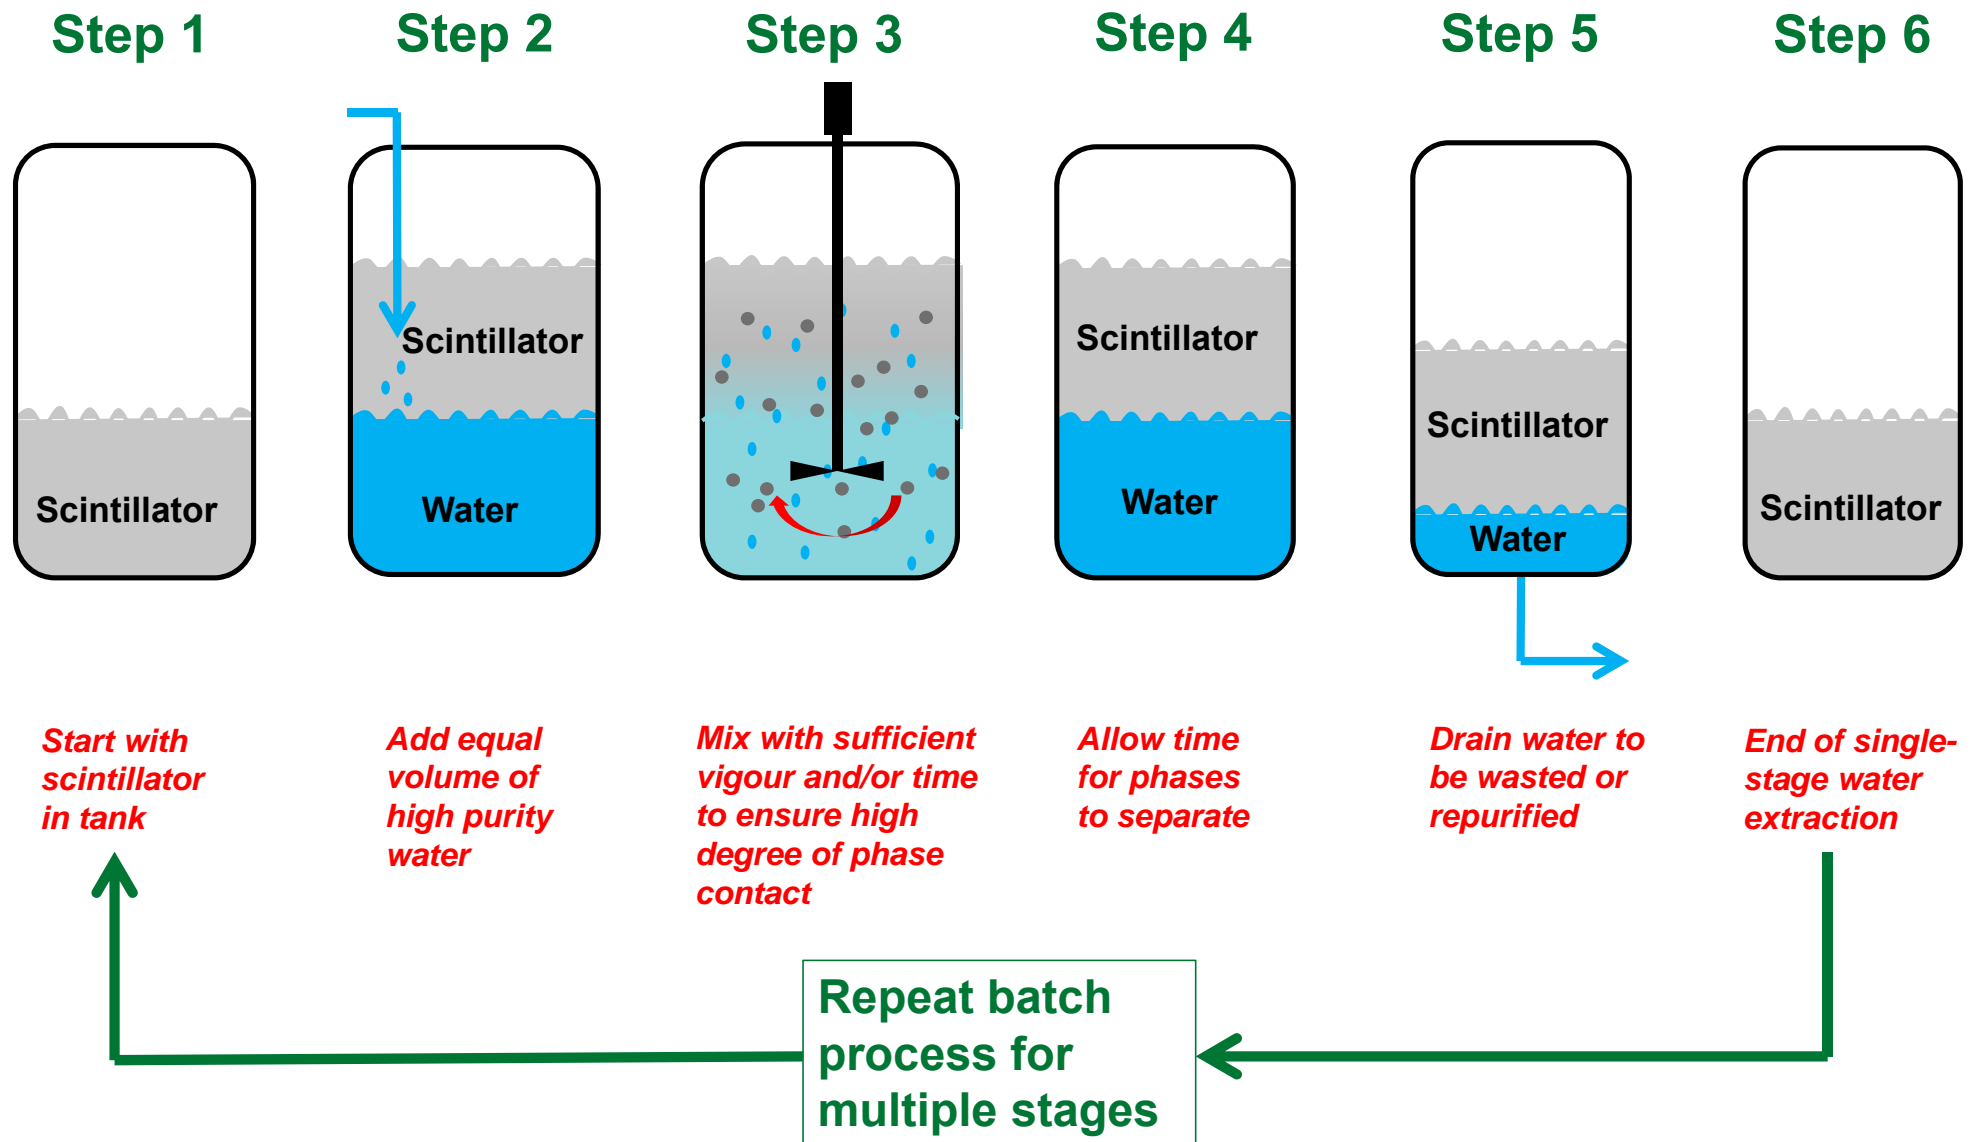 Step 1
Step 2
Step 3
Step 4
Step 5
Step 6
Scintillator
Scintillator
Water
Scintillator
Water
Scintillator
Water
Scintillator
Start with
scintillator
in tank
Add equal
volume of
high purity
water
Mix with sufficient
vigour and/or time
to ensure high
degree of phase
contact
Allow time
for phases
to separate
Drain water to
be wasted or
repurified
End of single-
stage water
extraction
Repeat batch
process for
multiple stages